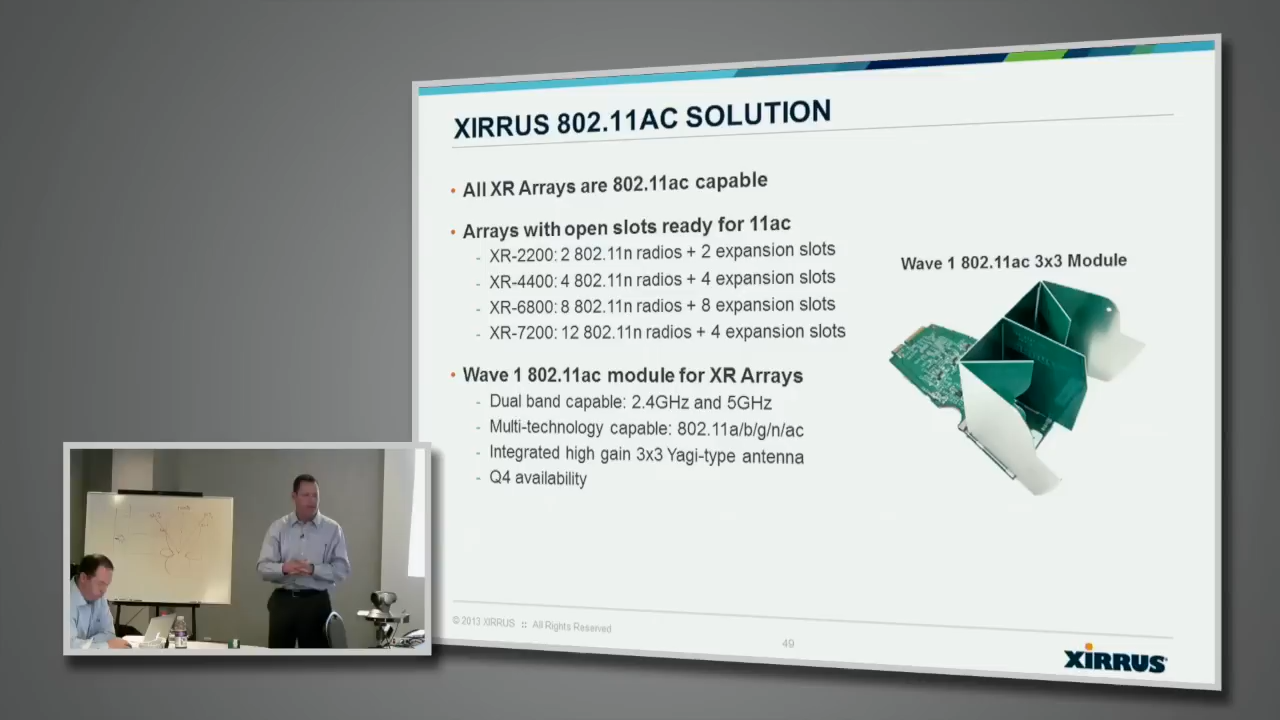 XIRRUS 802.11AC SOLUTION
• All XR Arrays are 802.11ac capable
• Arrays with open slots ready for 11ac
- XR-2200: 2 802.11n radios + 2 expansion slots
- XR-4400: 4 802.11n radios + 4 expansion slots
- XR-6800: 8 802.11n radios + 8 expansion slots
- XR-7200: 12 802.11n radios + 4 expansion slots
• Wave 1 802.11ac module for XR Arrays
- Dual band capable: 2.4GHz and 5GHz
- Multi-technology capable: 802.11a/b/g/n/ac
- Integrated high gain 3x3 Yagi-type antenna
- Q4 availability
Wave 1 802.11ac 3x3 Module
© 2013 XIRRUS :: All Rights Reserved
49
XIRRUS